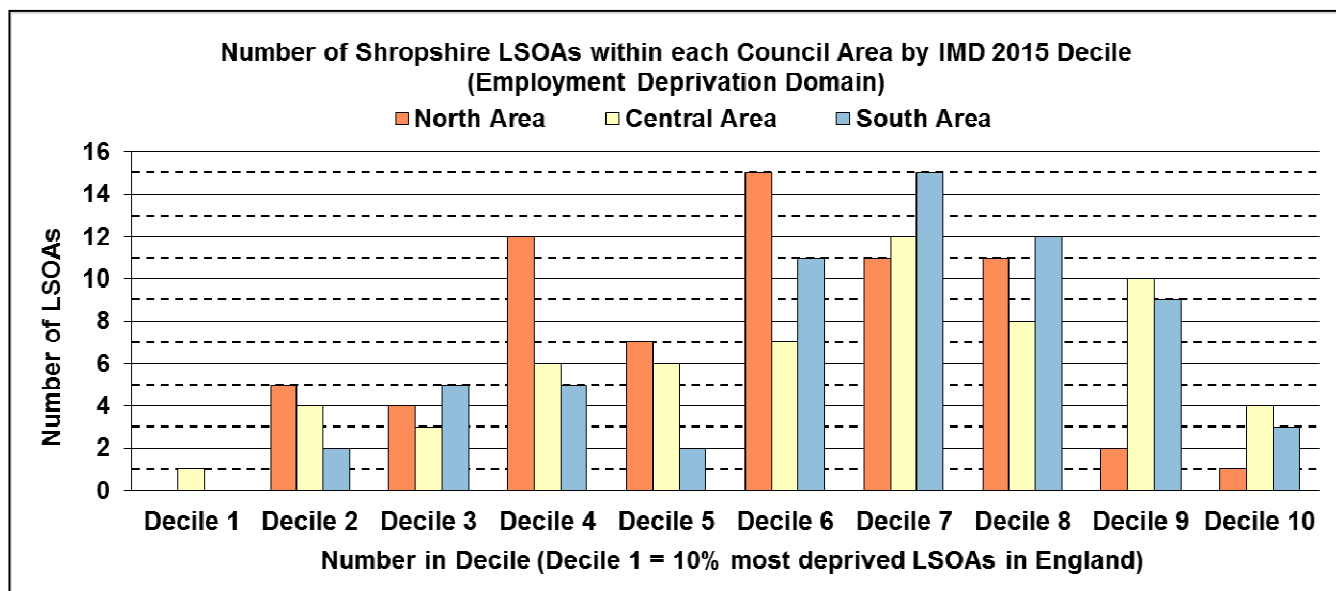 Number of Shropshire LSOAs within each Council Area by IMD 2015 Decile
(Employment Deprivation Domain)
North Area Central Area South Area
Number of LSOAs
16
14
12
10
8
6
4
2
0
Decile 1 Decile 2 Decile 3 Decile 4 Decile 5 Decile 6 Decile 7 Decile 8 Decile 9 Decile 10
Number in Decile (Decile 1 = 10% most deprived LSOAs in England)